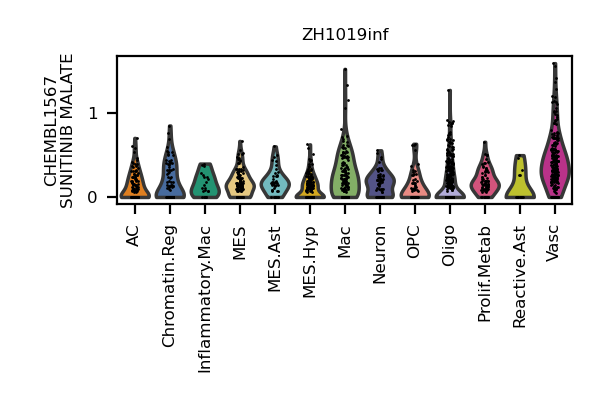 ZH1019inf
CHEMBL1567
SUNITINIB MALATE
1
0
AC
Chromatin.Reg
Inflammatory.Mac
MES
MES.Ast
MES.Hyp
Mac
Neuron
OPC
Oligo
Prolif.Metab
Reactive.Ast
Vasc